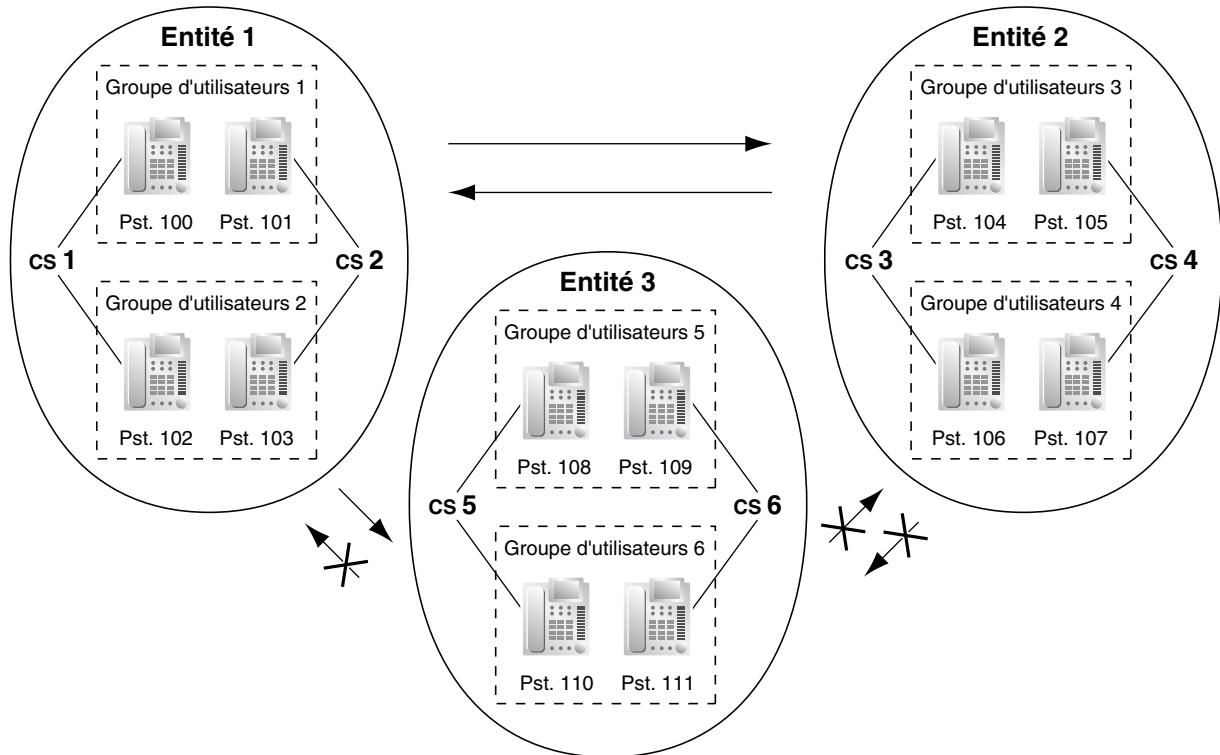 Entité 1
Groupe d'utilisateurs 1
Pst. 100
Pst. 101
CS 1
CS 2
Groupe d'utilisateurs 2
Pst. 102
Pst. 103
Entité 2
Groupe d'utilisateurs 3
Pst. 104
Pst. 105
CS 3
CS 4
Groupe d'utilisateurs 4
Pst. 106
Pst. 107
Entité 3
Groupe d'utilisateurs 5
Pst. 108
Pst. 109
CS 5
CS 6
Groupe d'utilisateurs 6
Pst. 110
Pst. 111